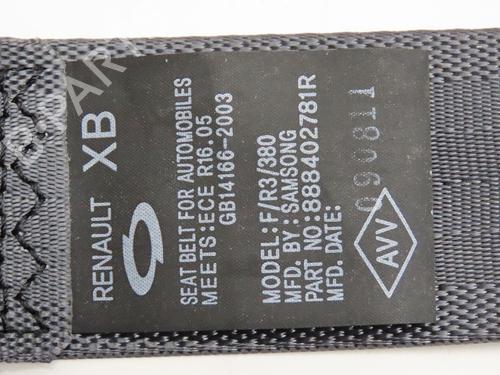 RENAULT XB
SEAT BELT FOR AUTOMOBILES
MEETS:ECE R16.05
GB14166-2003
MODEL:F/R3/380
MFD. BY:SAMSONG
PART NO:888402781R
MFD. DATE:
090811
AVV